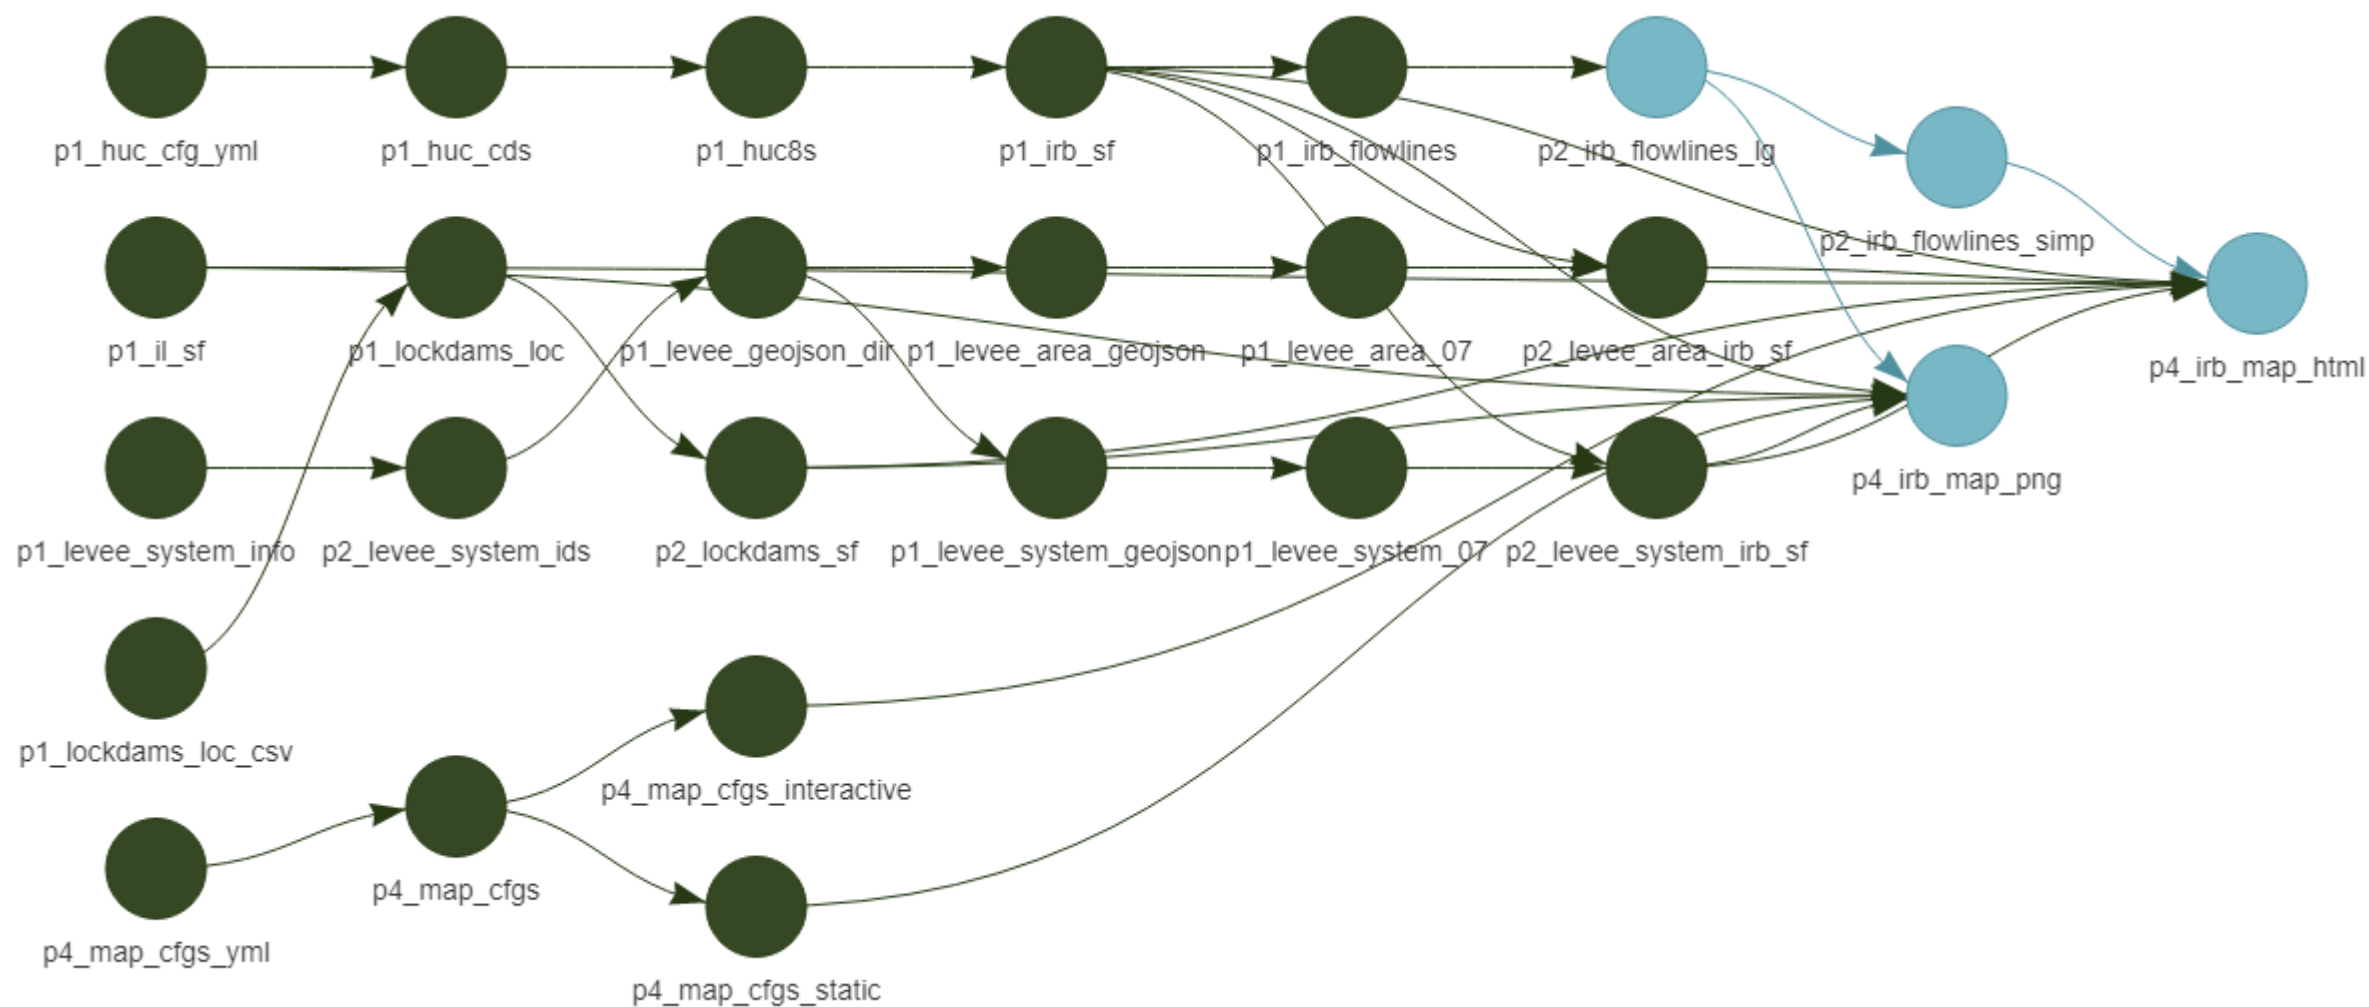 p1_huc_cfg_yml
p1_huc_cds
p1_huc8s
p1_irb_sf
p1_irb_flowlines
p2_irb_flowlines_lg
p2_irb_flowlines_simp
p1_il_sf
p1_lockdams_loc
p1_levee_geojson_dir
p1_levee_area_geojson
p1_levee_area_07
p2_levee_area_irb_sf
p4_irb_map_html
p4_irb_map_png
p1_levee_system_info
p2_levee_system_ids
p2_lockdams_sf
p1_levee_system_geojson
p1_levee_system_07
p2_levee_system_irb_sf
p1_lockdams_loc_csv
p4_map_cfgs_interactive
p4_map_cfgs
p4_map_cfgs_yml
p4_map_cfgs_static